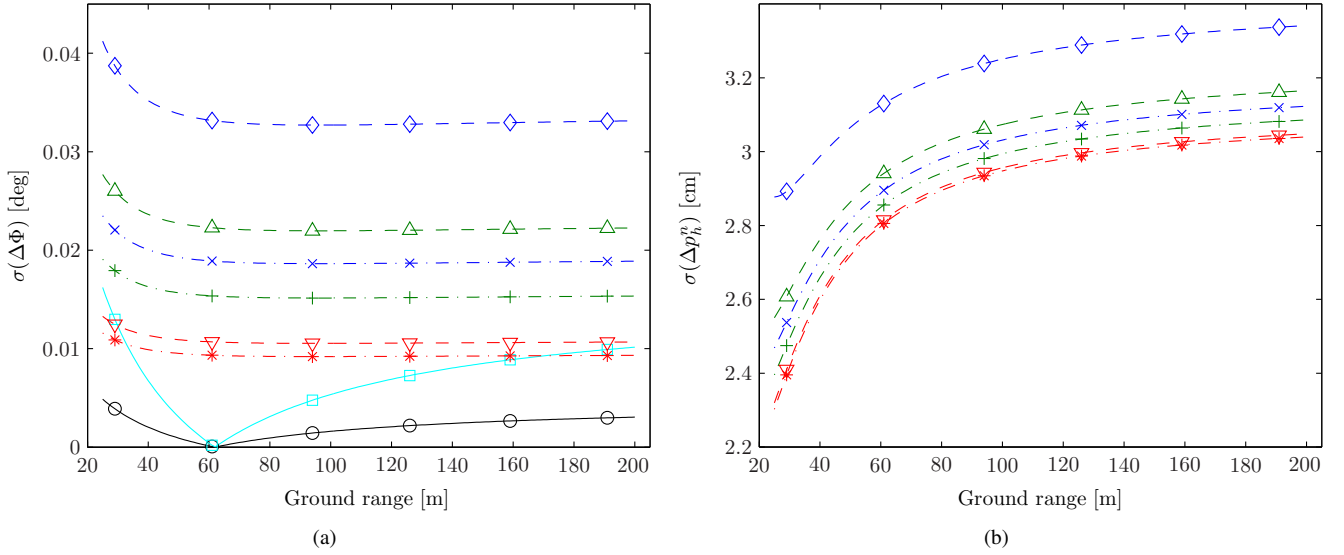 0.04
0.03
0.02
0.01
0
σ(ΔΦ) [deg]
20 40 60 80 100 120 140 160 180 200
Ground range [m]
(a)
3.2
3
2.8
2.6
2.4
2.2
σ(Δpₕⁿ) [cm]
20 40 60 80 100 120 140 160 180 200
Ground range [m]
(b)